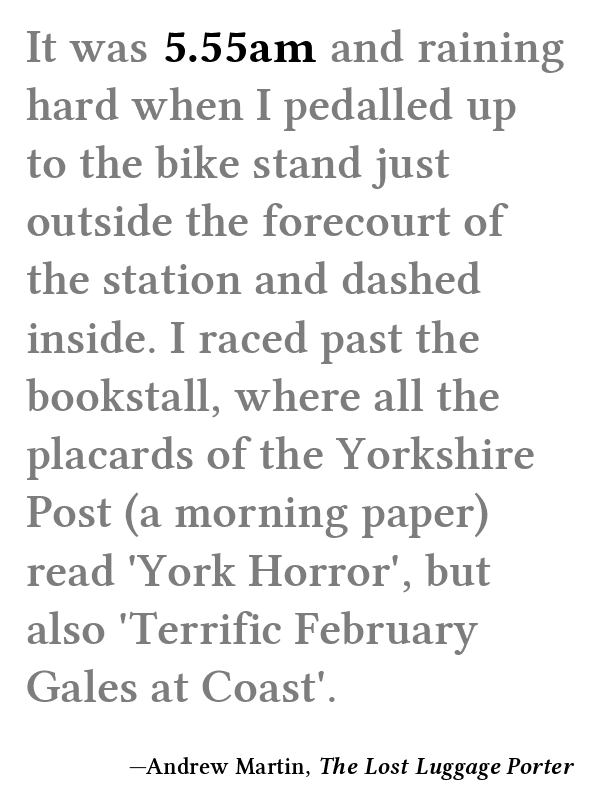 It was 5.55am and raining
hard when I pedalled up
to the bike stand just
outside the forecourt of
the station and dashed
inside. I raced past the
bookstall, where all the
placards of the Yorkshire
Post (a morning paper)
read 'York Horror', but
also 'Terrific February
Gales at Coast'.
—Andrew Martin, The Lost Luggage Porter